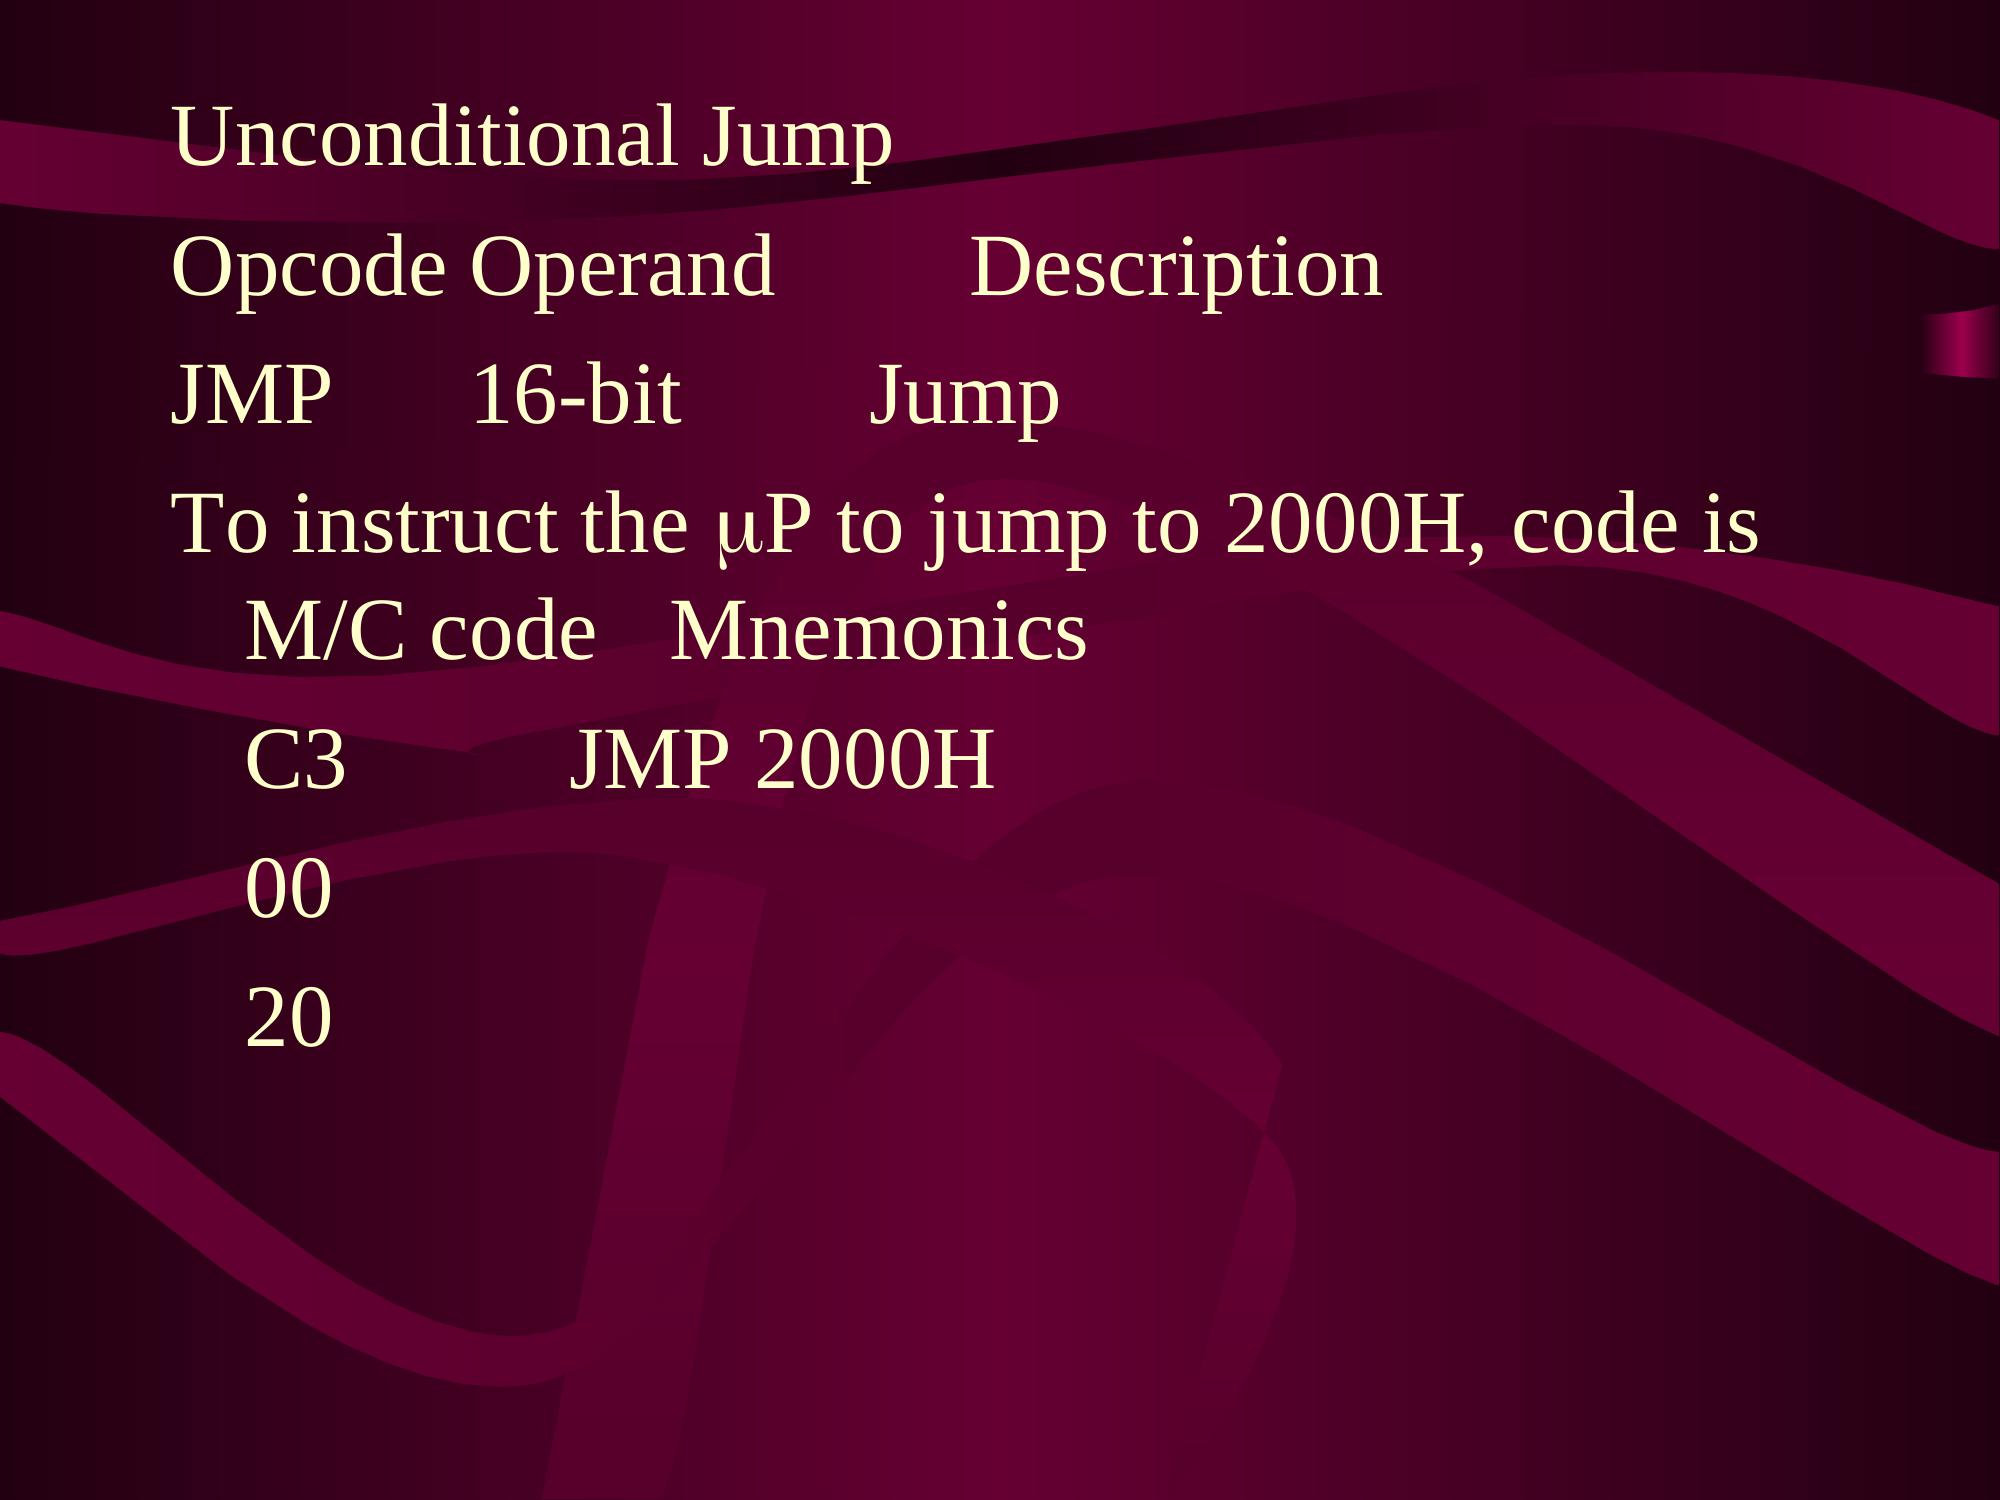 Unconditional Jump
Opcode Operand Description
JMP 16-bit Jump
To instruct the μP to jump to 2000H, code is
M/C code Mnemonics
C3 JMP 2000H
00
20